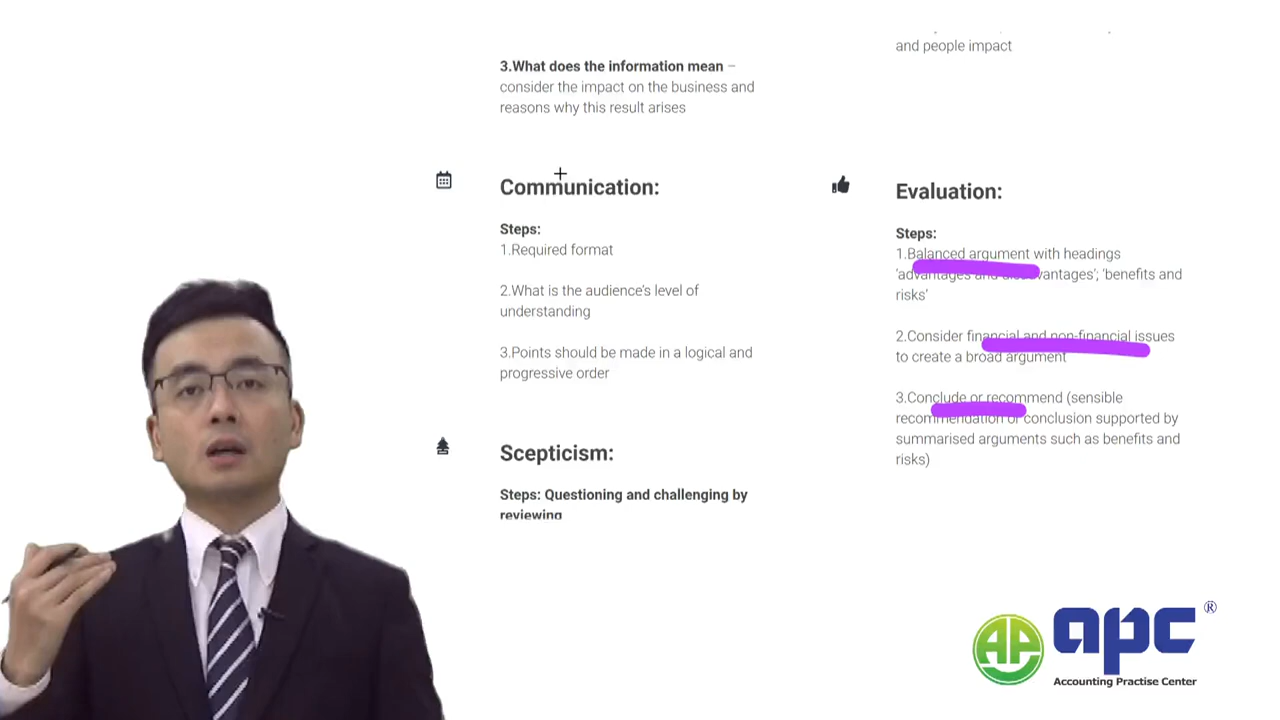 3.What does the information mean –
consider the impact on the business and
reasons why this result arises
Communication:
Steps:
1.Required format
2.What is the audience's level of
understanding
3.Points should be made in a logical and
progressive order
Scepticism:
Steps: Questioning and challenging by
reviewing
and people impact
Evaluation:
Steps:
1.Balanced argument with headings
'advantages and disadvantages'; 'benefits and
risks'
2.Consider financial and non-financial issues
to create a broad argument
3.Conclude or recommend (sensible
recommendation or conclusion supported by
summarised arguments such as benefits and
risks)
AP apc ®
Accounting Practise Center